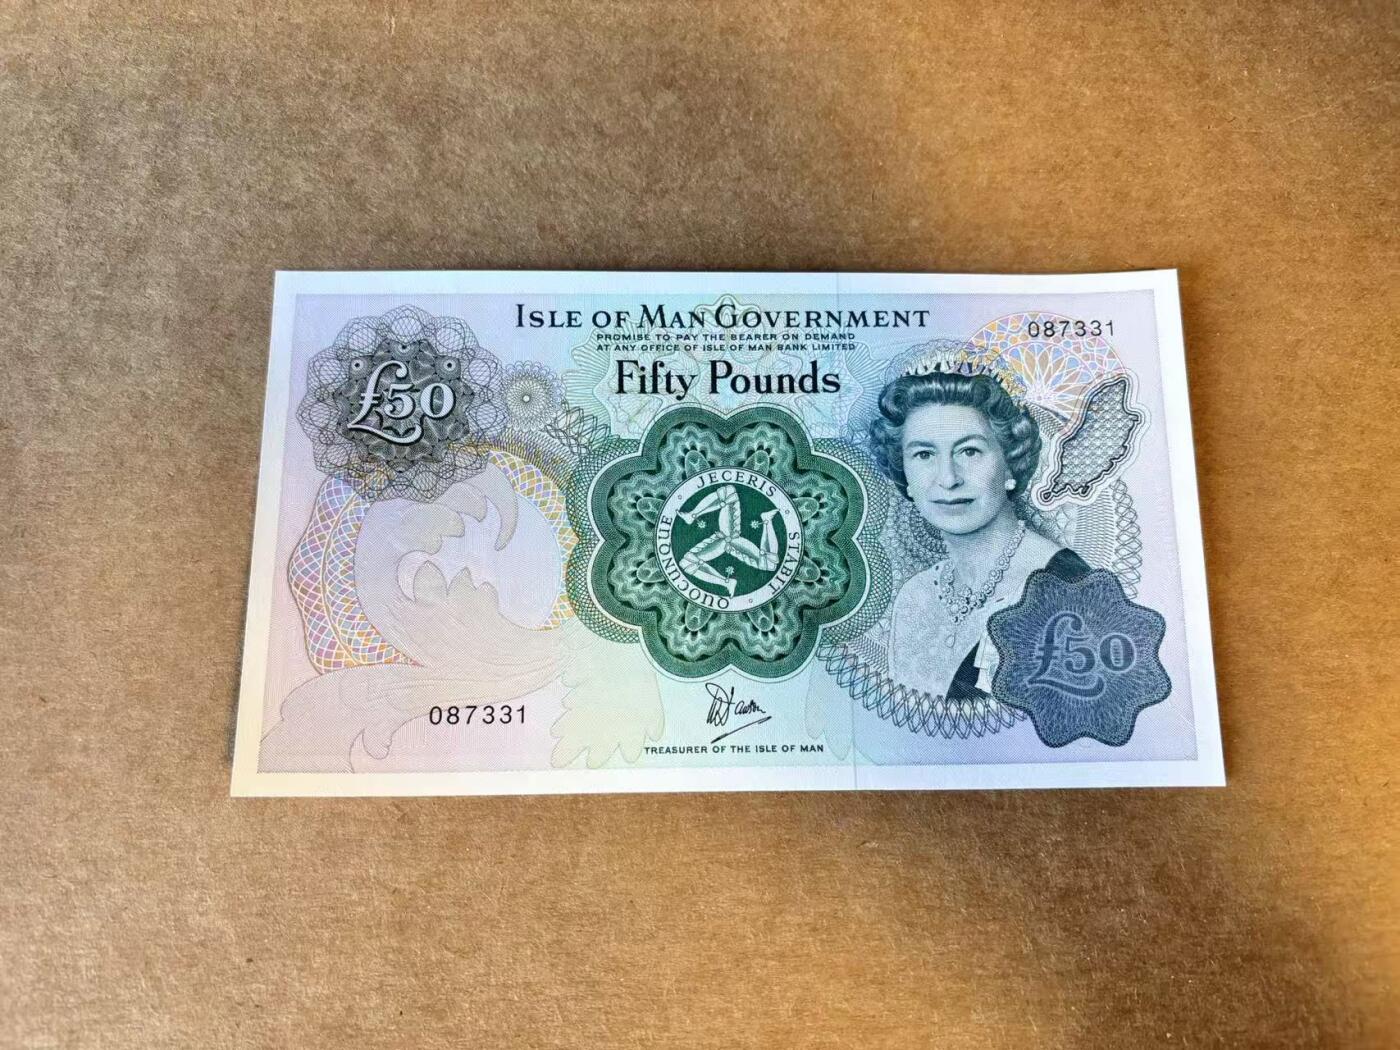 ISLE OF MAN GOVERNMENT
PROMISE TO PAY THE BEARER ON DEMAND
AT ANY OFFICE OF ISLE OF MAN BANK LIMITED
Fifty Pounds
087331
£50
QUOCUNQUE · JECERIS · STABIT ·
£50
087331
TREASURER OF THE ISLE OF MAN